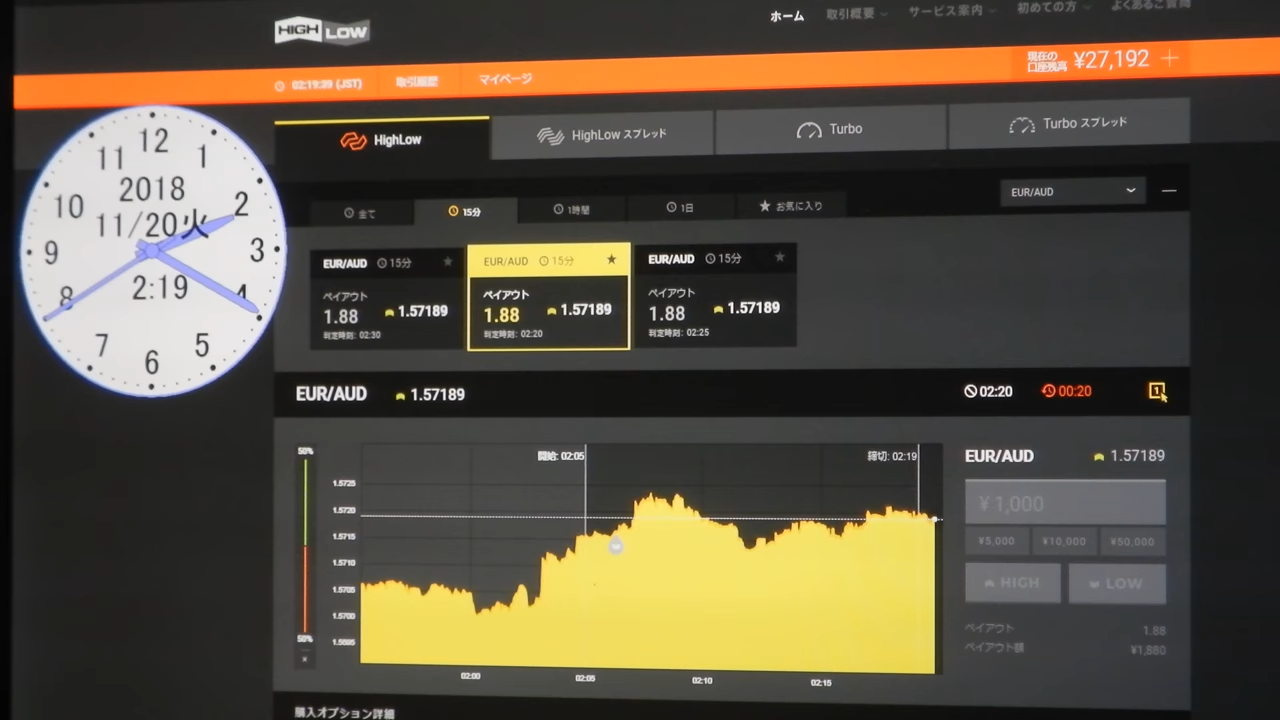 HIGH LOW
ホーム 取引概要 サービス案内 初めての方 よくあるご質問
02:19:39 (JST) 取引履歴 マイページ
現在の口座残高 ¥27,192
HighLow HighLow スプレッド Turbo Turbo スプレッド
全て 15分 1時間 1日 お気に入り
EUR/AUD
EUR/AUD 15分
ペイアウト
1.88 1.57189
判定時刻: 02:30
EUR/AUD 15分
ペイアウト
1.88 1.57189
判定時刻: 02:20
EUR/AUD 15分
ペイアウト
1.88 1.57189
判定時刻: 02:25
12
1
2
3
4
5
6
7
8
9
10
11
2018
11/20火
2:19
EUR/AUD 1.57189 02:20 00:20 1
50%
50%
開始: 02:05 締切: 02:19
1.5725
1.5720
1.5715
1.5710
1.5705
1.5700
1.5695
02:00 02:05 02:10 02:15
EUR/AUD 1.57189
¥1,000
¥5,000 ¥10,000 ¥50,000
HIGH LOW
ペイアウト 1.88
ペイアウト額 ¥1,880
購入オプション詳細